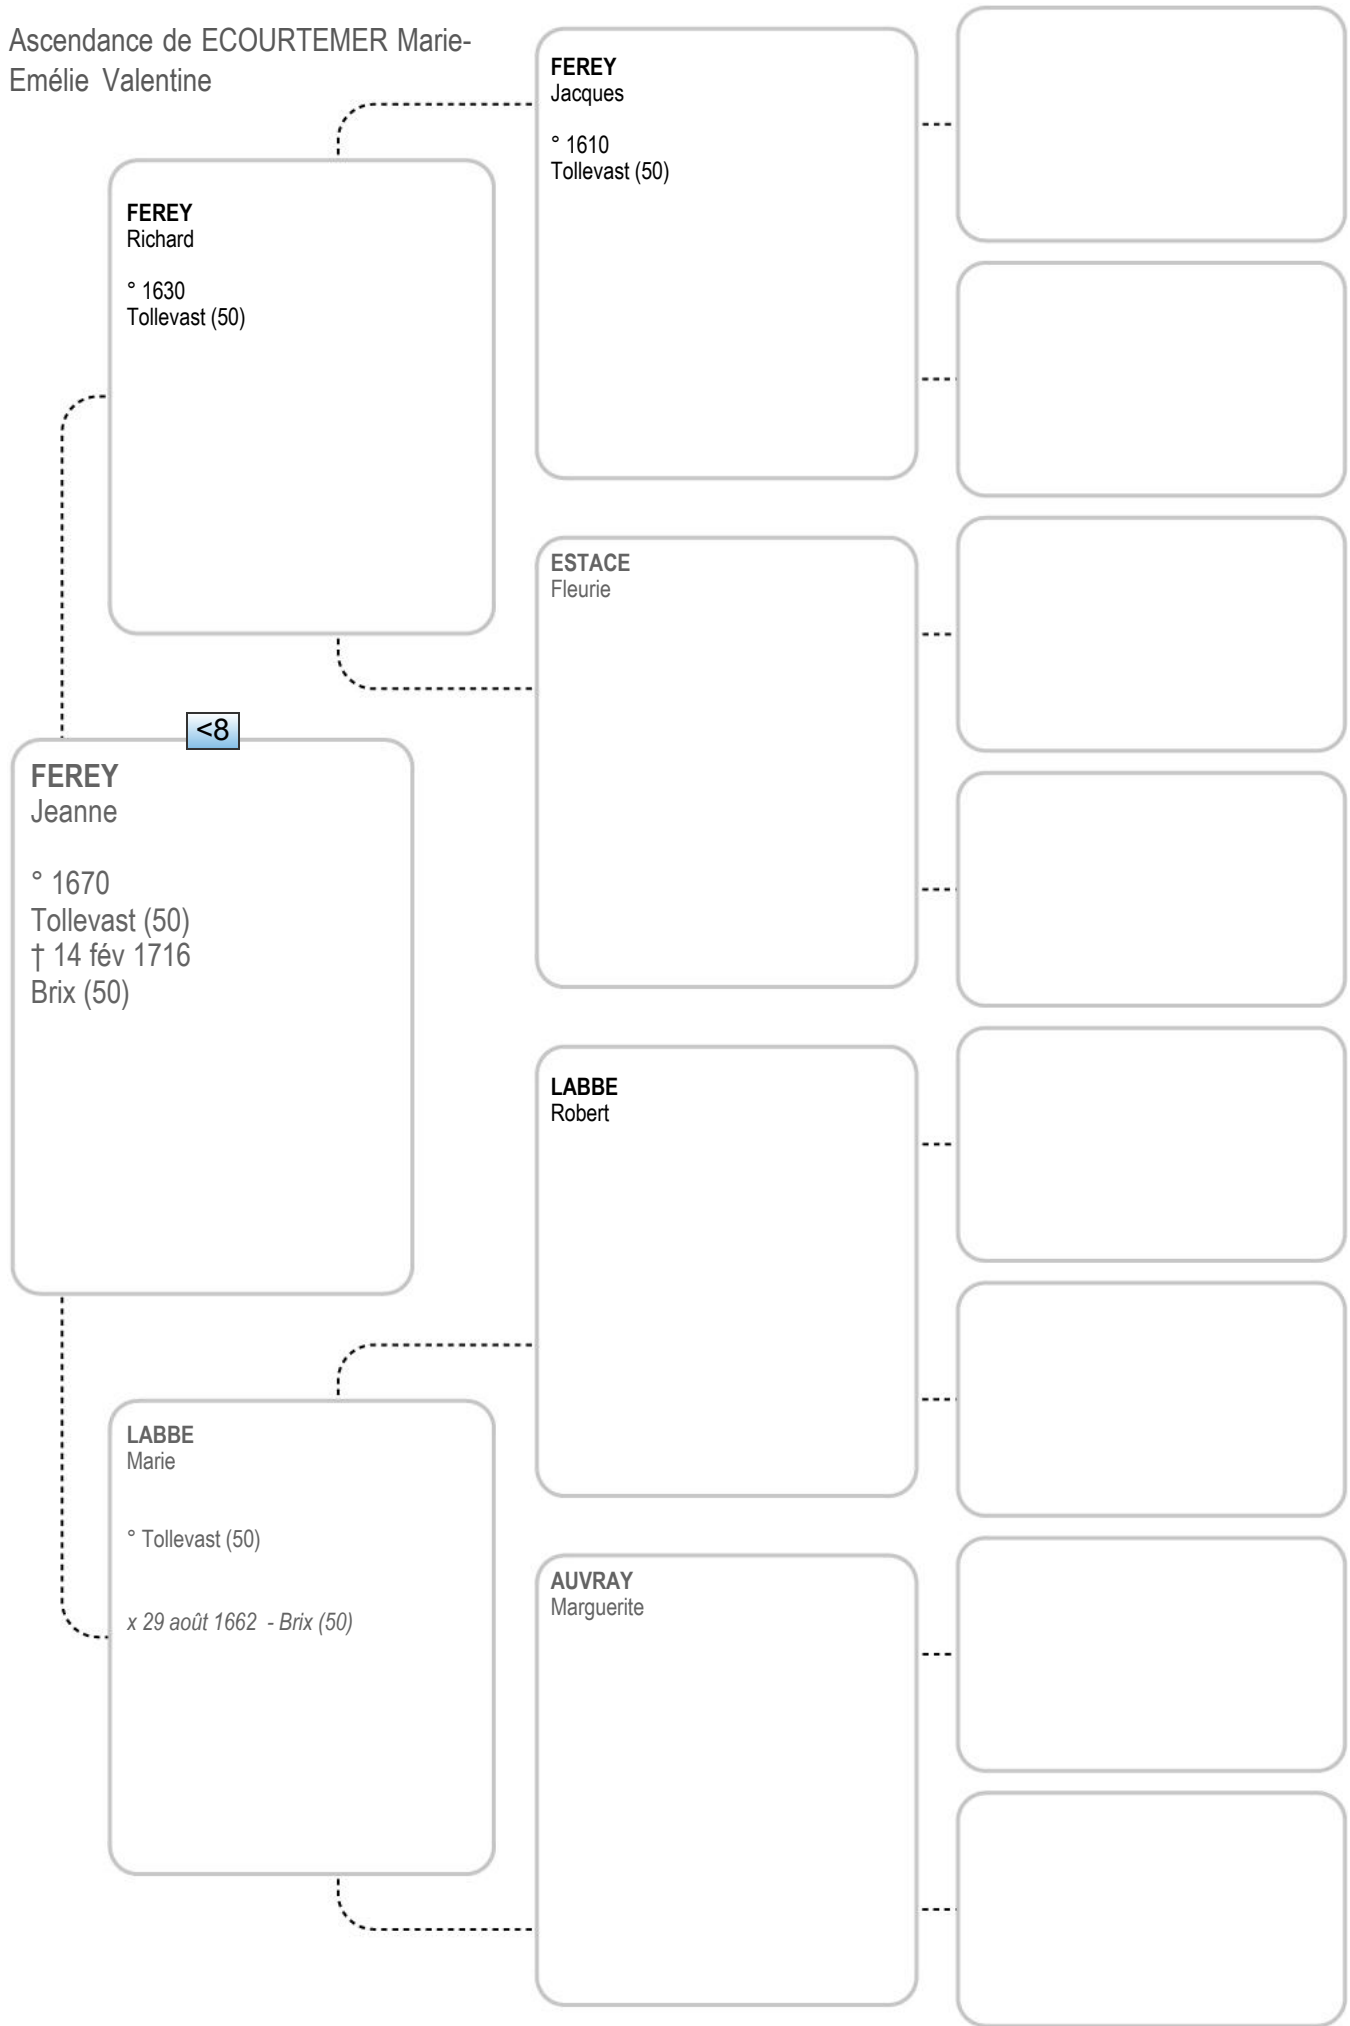 Ascendance de ECOURTEMER Marie-
Emélie Valentine
FEREY
Jacques
° 1610
Tollevast (50)
FEREY
Richard
° 1630
Tollevast (50)
ESTACE
Fleurie
<8
FEREY
Jeanne
° 1670
Tollevast (50)
† 14 fév 1716
Brix (50)
LABBE
Robert
LABBE
Marie
° Tollevast (50)
x 29 août 1662 - Brix (50)
AUVRAY
Marguerite